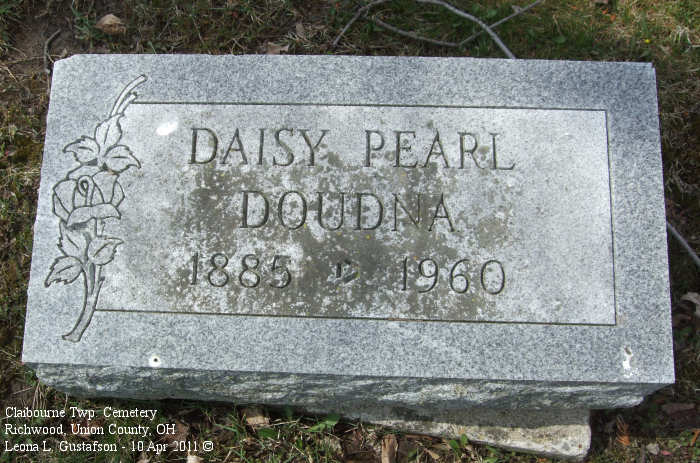 DAISY PEARL
DOUDNA
1885 1960
Claibourne Twp Cemetery
Richwood, Union County, OH
Leona L. Gustafson - 10 Apr 2011 ©